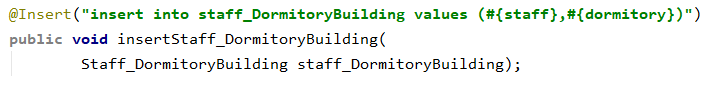 @Insert("insert into staff_DormitoryBuilding values (#{staff},#{dormitory})")
public void insertStaff_DormitoryBuilding(
Staff_DormitoryBuilding staff_DormitoryBuilding);